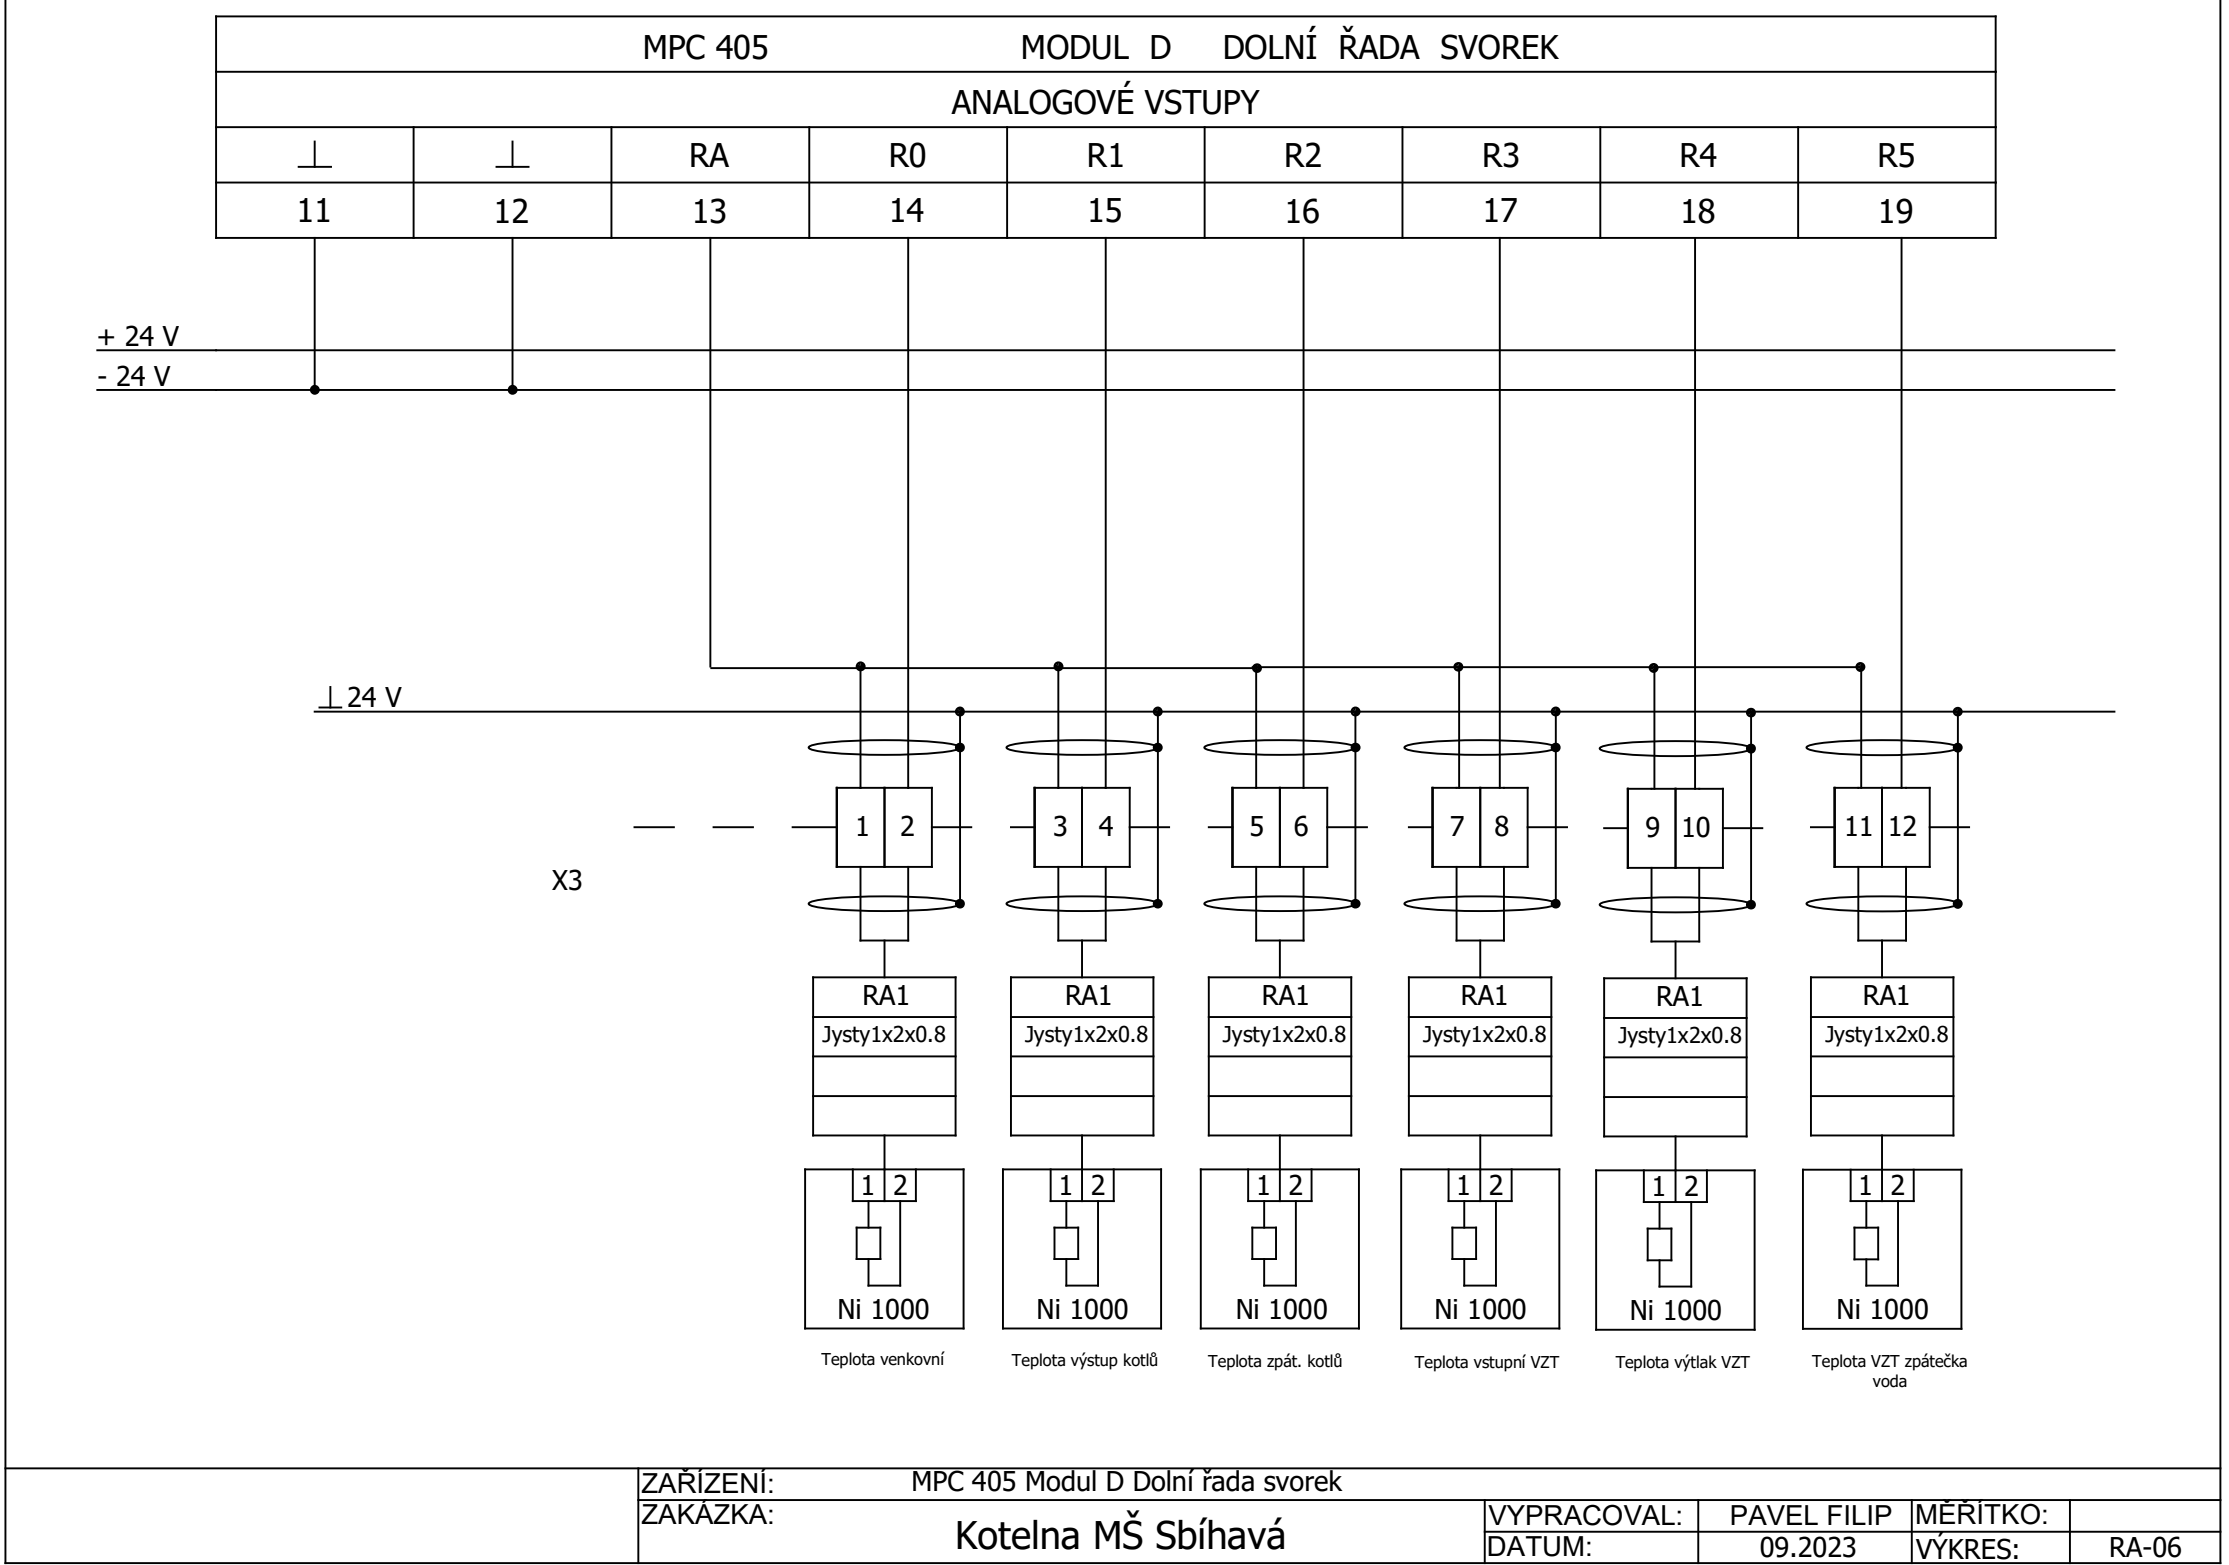 MPC 405 MODUL D DOLNÍ ŘADA SVOREK
ANALOGOVÉ VSTUPY
⊥ ⊥ RA R0 R1 R2 R3 R4 R5
11 12 13 14 15 16 17 18 19
+ 24 V
- 24 V
⊥ 24 V
1 2 3 4 5 6 7 8 9 10 11 12
X3
RA1 RA1 RA1 RA1 RA1 RA1
Jysty1x2x0.8 Jysty1x2x0.8 Jysty1x2x0.8 Jysty1x2x0.8 Jysty1x2x0.8 Jysty1x2x0.8
1 2 1 2 1 2 1 2 1 2 1 2
Ni 1000 Ni 1000 Ni 1000 Ni 1000 Ni 1000 Ni 1000
Teplota venkovní Teplota výstup kotlů Teplota zpát. kotlů Teplota vstupní VZT Teplota výtlak VZT Teplota VZT zpátečka
voda
ZAŘÍZENÍ: MPC 405 Modul D Dolní řada svorek
ZAKÁZKA: Kotelna MŠ Sbíhavá VYPRACOVAL: PAVEL FILIP MĚŘÍTKO:
DATUM: 09.2023 VÝKRES: RA-06